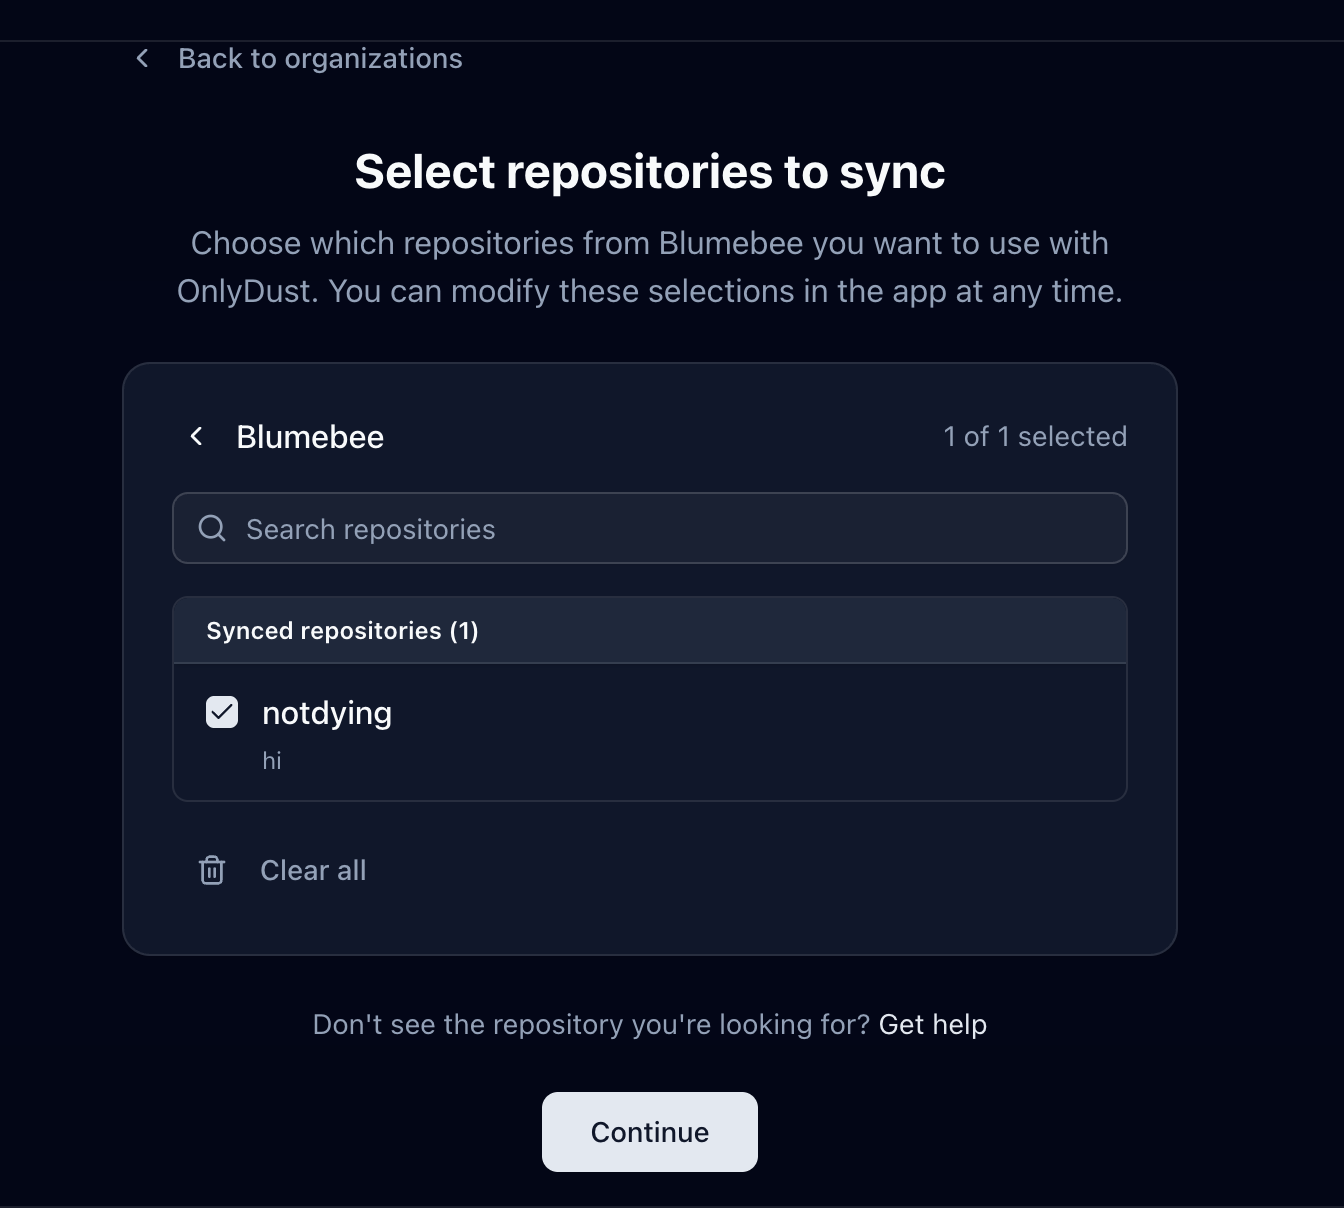 Back to organizations
Select repositories to sync
Choose which repositories from Blumebee you want to use with
OnlyDust. You can modify these selections in the app at any time.
Blumebee
1 of 1 selected
Search repositories
Synced repositories (1)
notdying
hi
Clear all
Don't see the repository you're looking for? Get help
Continue